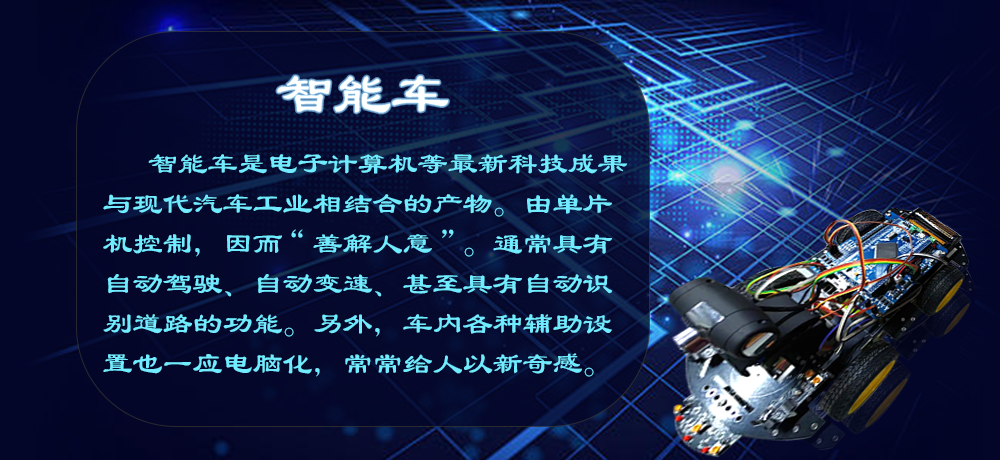 智能车
智能车是电子计算机等最新科技成果
与现代汽车工业相结合的产物。由单片
机控制，因而“善解人意”。通常具有
自动驾驶、自动变速、甚至具有自动识
别道路的功能。另外，车内各种辅助设
置也一应电脑化，常常给人以新奇感。